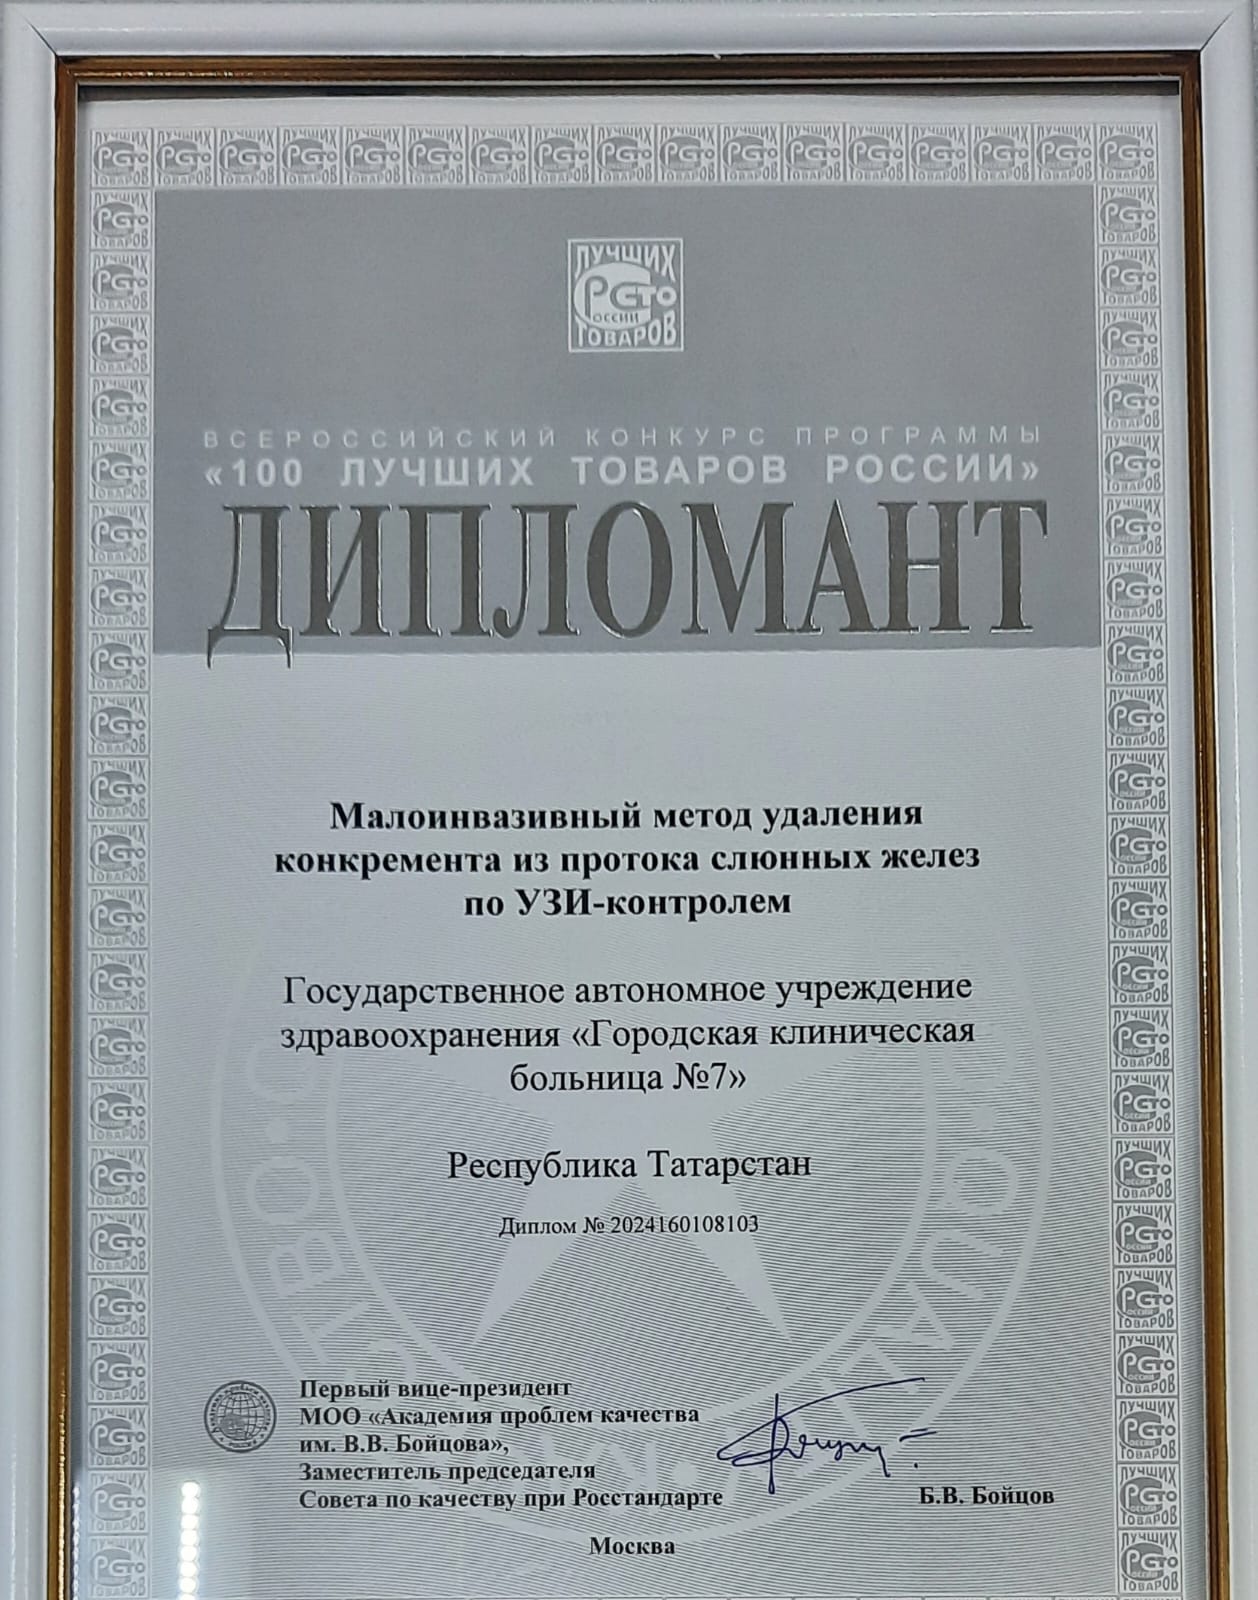 ЛУЧШИХ
РСТО
ОССИИ
ТОВАРОВ
ВСЕРОССИЙСКИЙ КОНКУРС ПРОГРАММЫ
«100 ЛУЧШИХ ТОВАРОВ РОССИИ»
ДИПЛОМАНТ
Малоинвазивный метод удаления
конкремента из протока слюнных желез
по УЗИ-контролем
Государственное автономное учреждение
здравоохранения «Городская клиническая
больница №7»
Республика Татарстан
Диплом № 2024160108103
Первый вице-президент
МОО «Академия проблем качества
им. В.В. Бойцова»,
Заместитель председателя
Совета по качеству при Росстандарте
Б.В. Бойцов
Москва